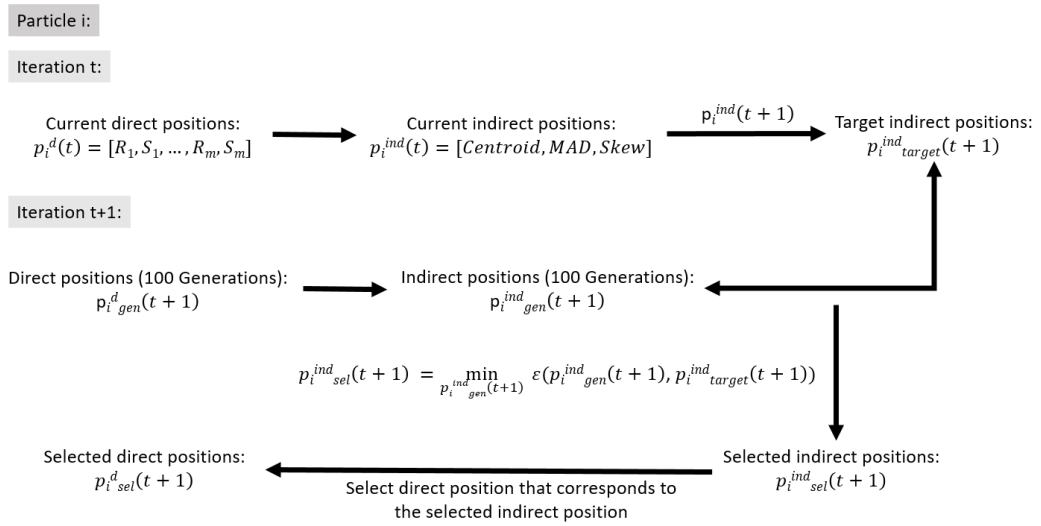 Particle i:
Iteration t:
Current direct positions:
p_i^d(t) = [R_1, S_1, ..., R_m, S_m]
Current indirect positions:
p_i^ind(t) = [Centroid, MAD, Skew]
p_i^ind(t + 1)
Target indirect positions:
p_i^ind_target(t + 1)
Iteration t+1:
Direct positions (100 Generations):
p_i^d_gen(t + 1)
Indirect positions (100 Generations):
p_i^ind_gen(t + 1)
p_i^ind_sel(t + 1) = min_{p_i^ind_gen(t+1)} ε(p_i^ind_gen(t + 1), p_i^ind_target(t + 1))
Selected direct positions:
p_i^d_sel(t + 1)
Select direct position that corresponds to
the selected indirect position
Selected indirect positions:
p_i^ind_sel(t + 1)